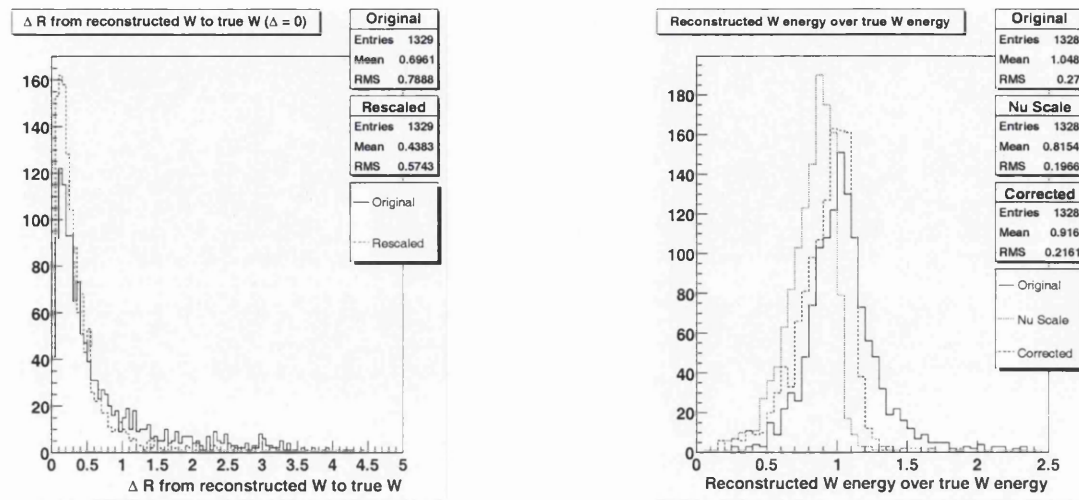 Δ R from reconstructed W to true W (Δ = 0)
Original
Entries 1329
Mean 0.6961
RMS 0.7888
Rescaled
Entries 1329
Mean 0.4383
RMS 0.5743
Original
Rescaled
160
140
120
100
80
60
40
20
0
0 0.5 1 1.5 2 2.5 3 3.5 4 4.5 5
Δ R from reconstructed W to true W
Reconstructed W energy over true W energy
Original
Entries 1328
Mean 1.048
RMS 0.27
Nu Scale
Entries 1328
Mean 0.8154
RMS 0.1966
Corrected
Entries 1328
Mean 0.916
RMS 0.2161
Original
Nu Scale
Corrected
180
160
140
120
100
80
60
40
20
0
0 0.5 1 1.5 2 2.5
Reconstructed W energy over true W energy